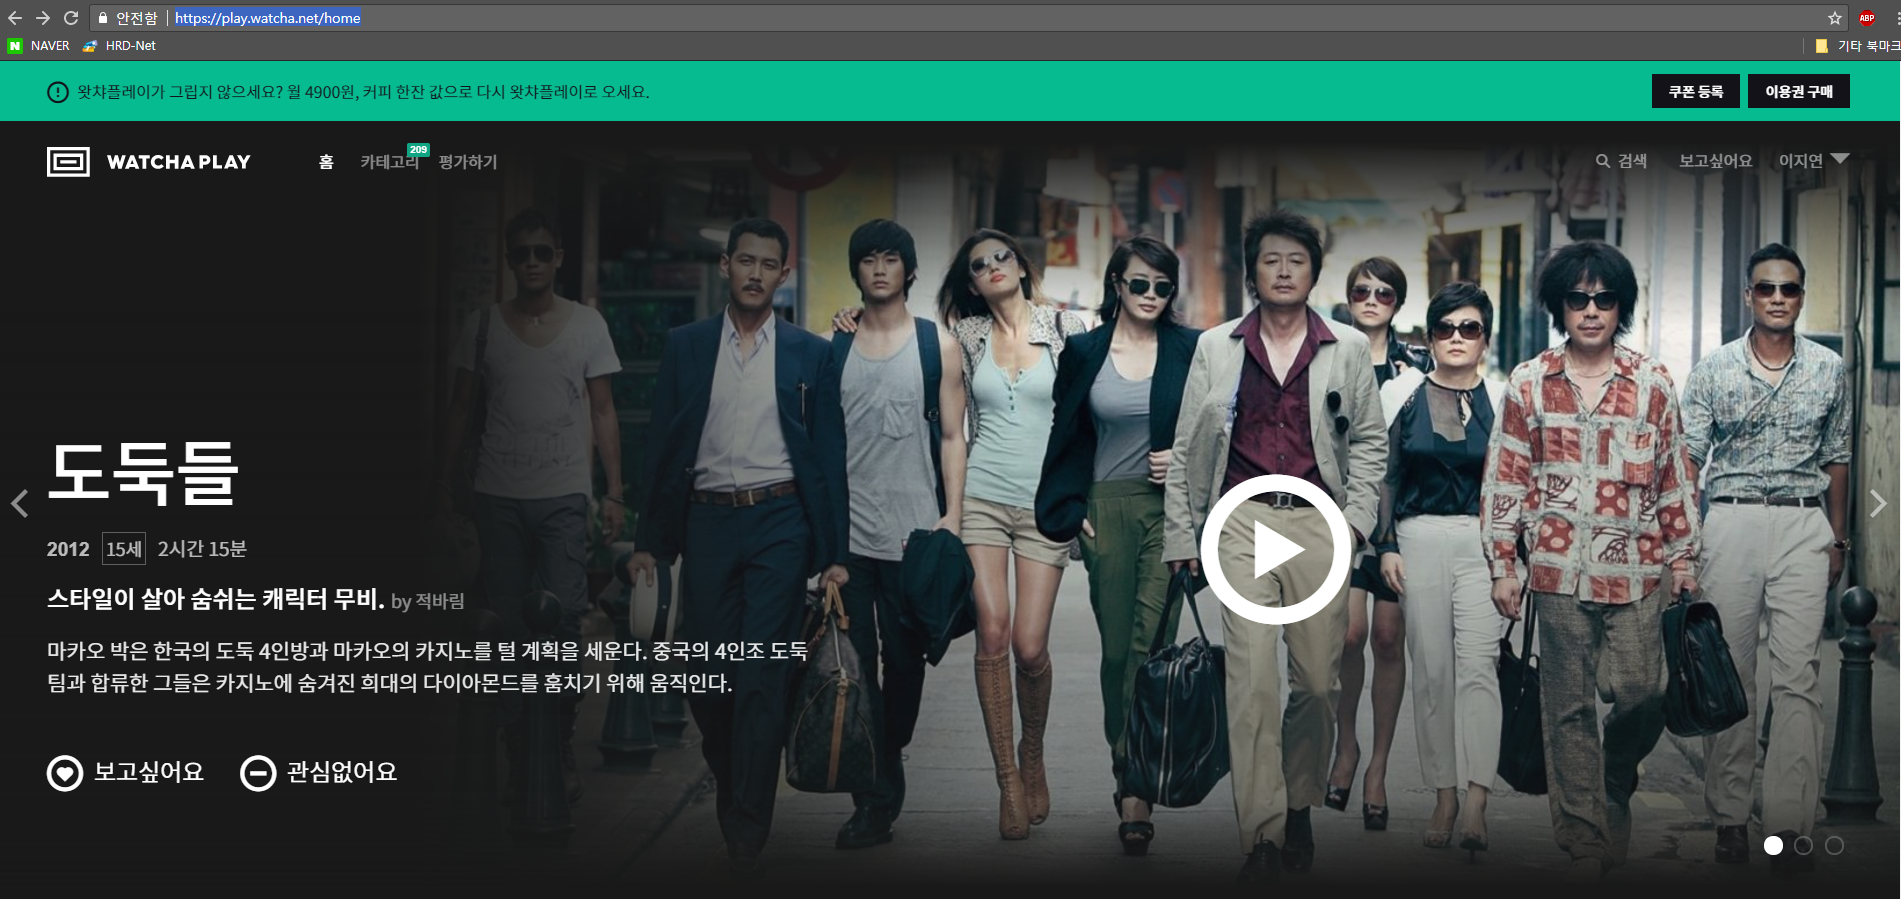 안전함 https://play.watcha.net/home
ABP
NAVER HRD-Net 기타 북마크
왓챠플레이가 그립지 않으세요? 월 4900원, 커피 한잔 값으로 다시 왓챠플레이로 오세요. 쿠폰 등록 이용권 구매
WATCHA PLAY 홈 카테고리 209 평가하기 검색 보고싶어요 이지연
도둑들
2012 15세 2시간 15분
스타일이 살아 숨쉬는 캐릭터 무비. by 적바림
마카오 박은 한국의 도둑 4인방과 마카오의 카지노를 털 계획을 세운다. 중국의 4인조 도둑
팀과 합류한 그들은 카지노에 숨겨진 희대의 다이아몬드를 훔치기 위해 움직인다.
보고싶어요 관심없어요